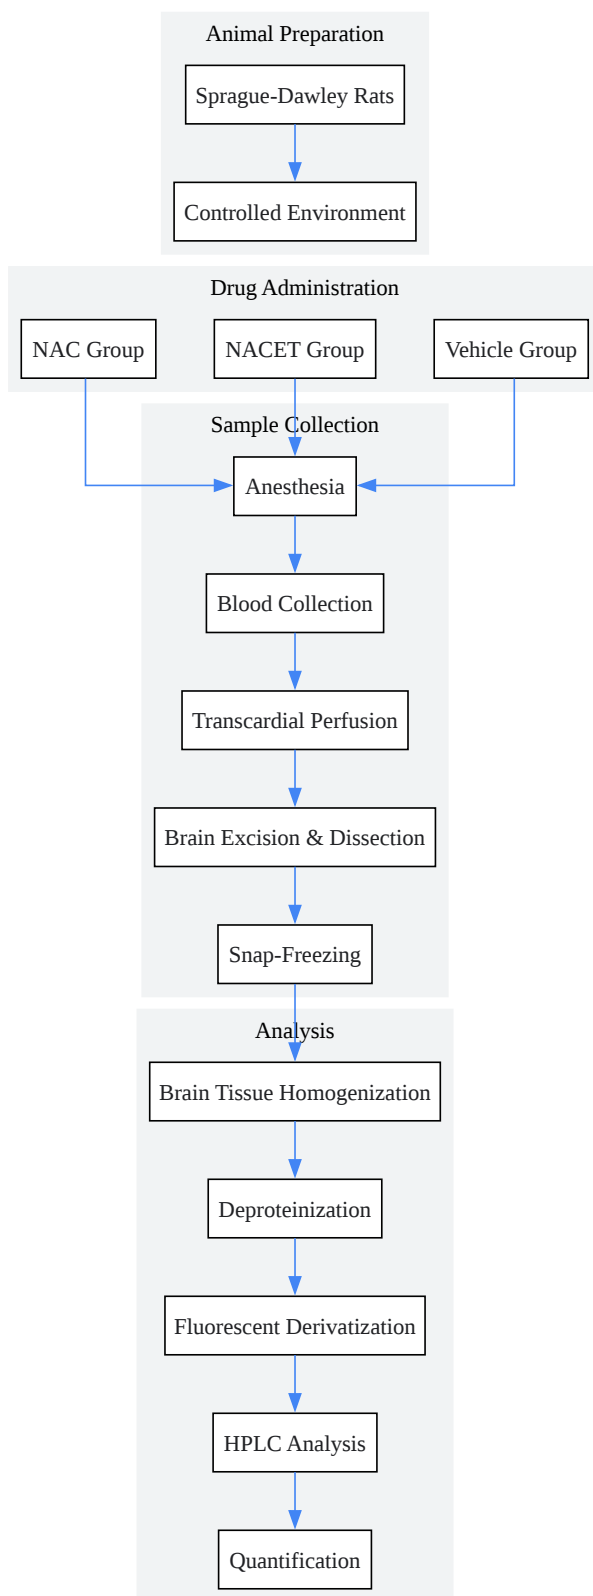 Animal Preparation
Sprague-Dawley Rats
Controlled Environment
Drug Administration
NAC Group
NACET Group
Vehicle Group
Sample Collection
Anesthesia
Blood Collection
Transcardial Perfusion
Brain Excision & Dissection
Snap-Freezing
Analysis
Brain Tissue Homogenization
Deproteinization
Fluorescent Derivatization
HPLC Analysis
Quantification